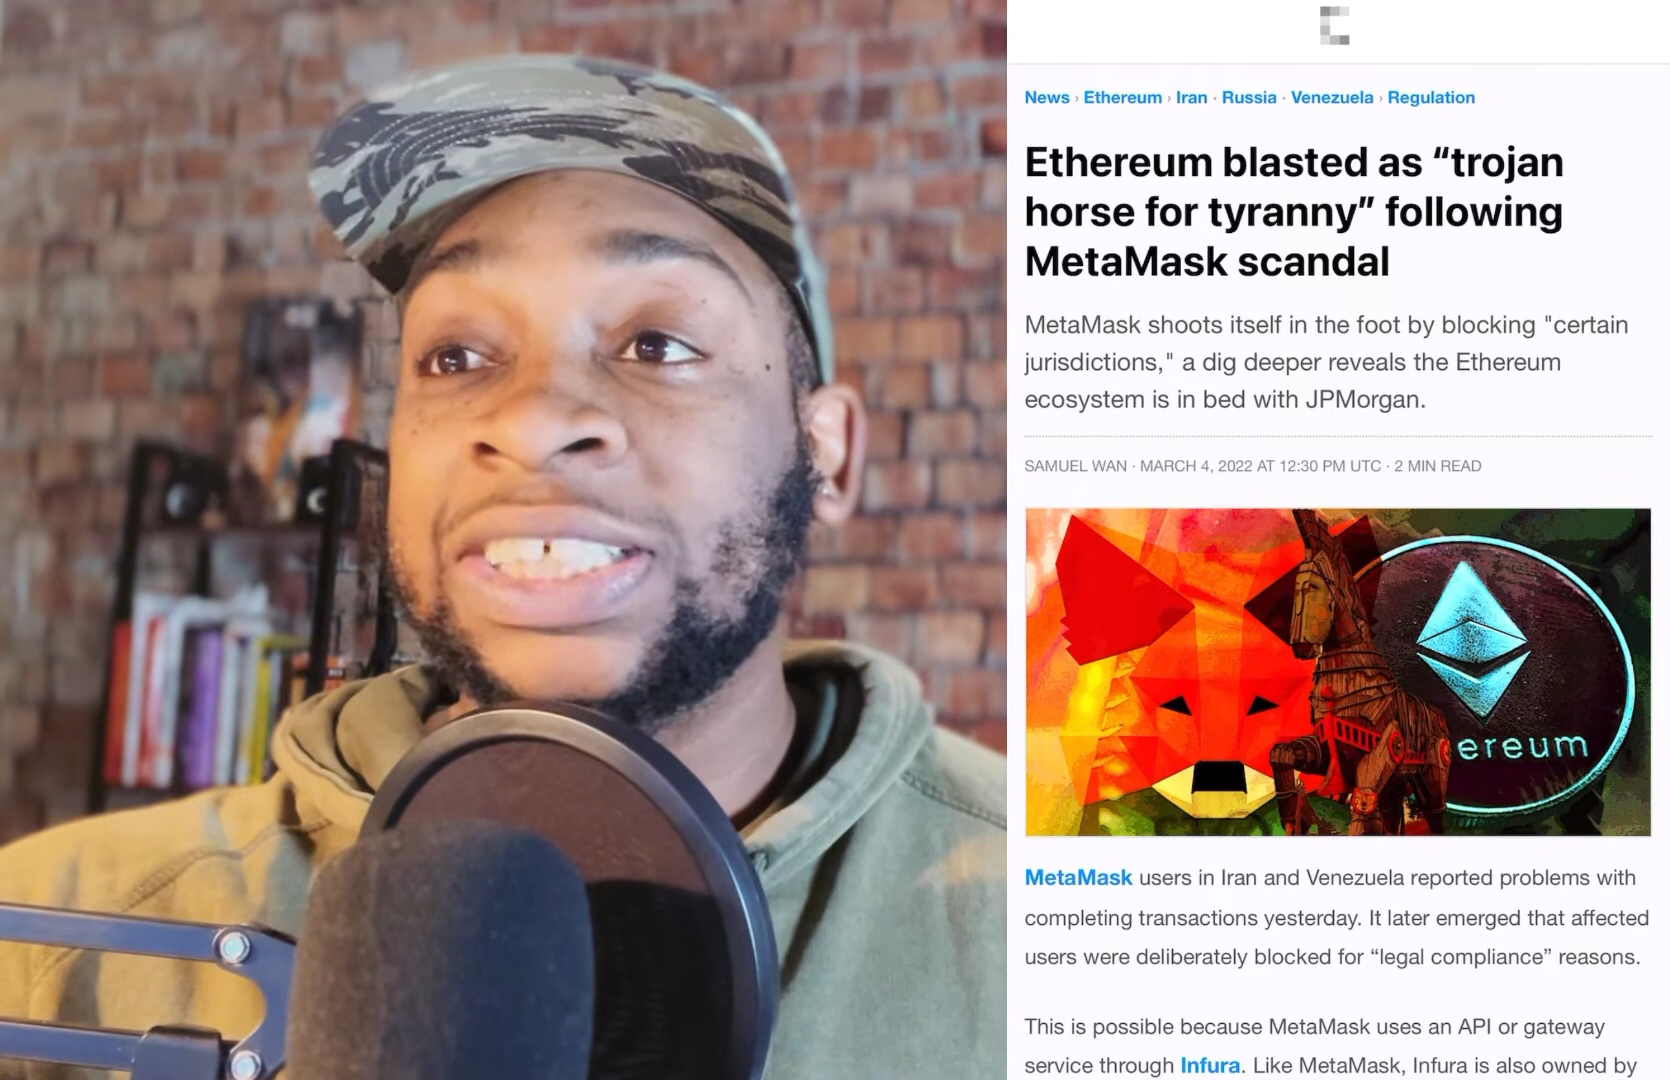 News › Ethereum › Iran · Russia · Venezuela › Regulation
Ethereum blasted as “trojan
horse for tyranny” following
MetaMask scandal
MetaMask shoots itself in the foot by blocking "certain
jurisdictions," a dig deeper reveals the Ethereum
ecosystem is in bed with JPMorgan.
SAMUEL WAN · MARCH 4, 2022 AT 12:30 PM UTC · 2 MIN READ
ereum
MetaMask users in Iran and Venezuela reported problems with
completing transactions yesterday. It later emerged that affected
users were deliberately blocked for “legal compliance” reasons.
This is possible because MetaMask uses an API or gateway
service through Infura. Like MetaMask, Infura is also owned by